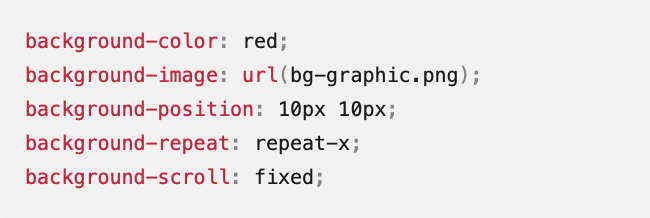 background-color: red;
background-image: url(bg-graphic.png);
background-position: 10px 10px;
background-repeat: repeat-x;
background-scroll: fixed;